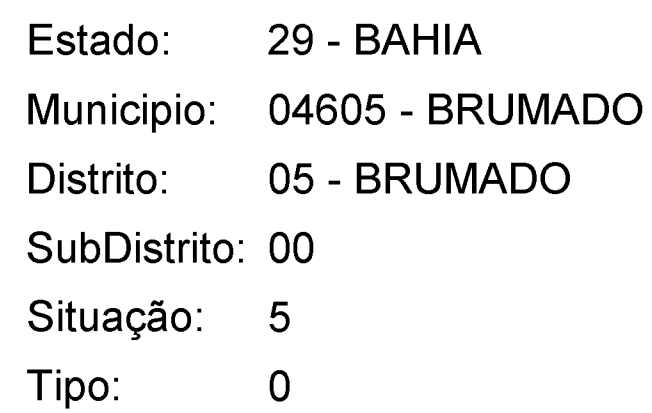 Estado: 29 - BAHIA
Municipio: 04605 - BRUMADO
Distrito: 05 - BRUMADO
SubDistrito: 00
Situação: 5
Tipo: 0